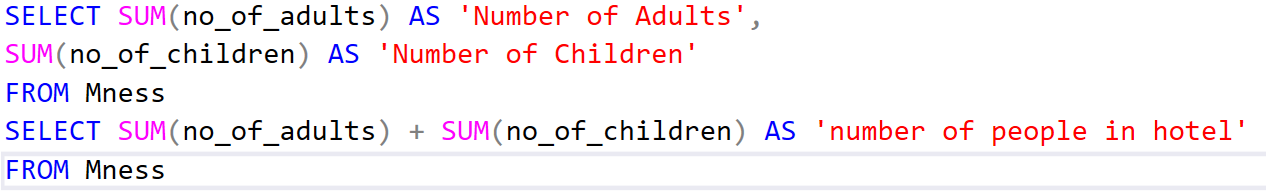 SELECT SUM(no_of_adults) AS 'Number of Adults',
SUM(no_of_children) AS 'Number of Children'
FROM Mness
SELECT SUM(no_of_adults) + SUM(no_of_children) AS 'number of people in hotel'
FROM Mness